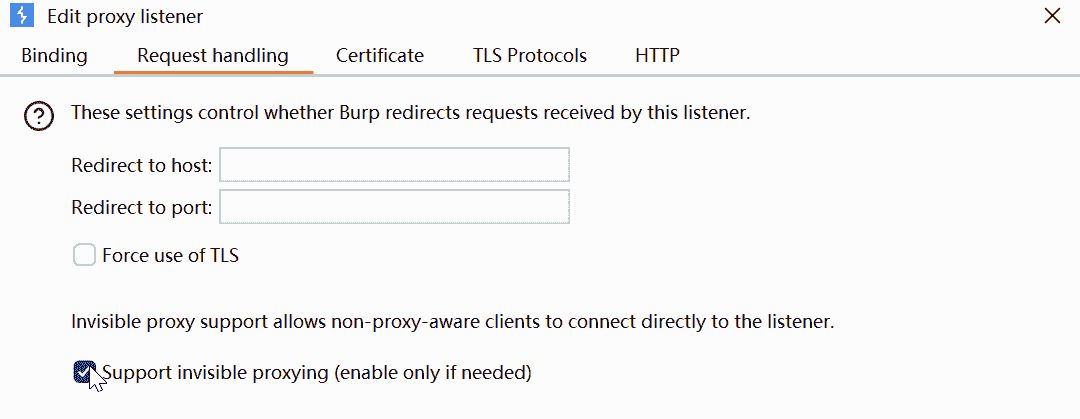 Edit proxy listener
Binding Request handling Certificate TLS Protocols HTTP
These settings control whether Burp redirects requests received by this listener.
Redirect to host:
Redirect to port:
Force use of TLS
Invisible proxy support allows non-proxy-aware clients to connect directly to the listener.
Support invisible proxying (enable only if needed)